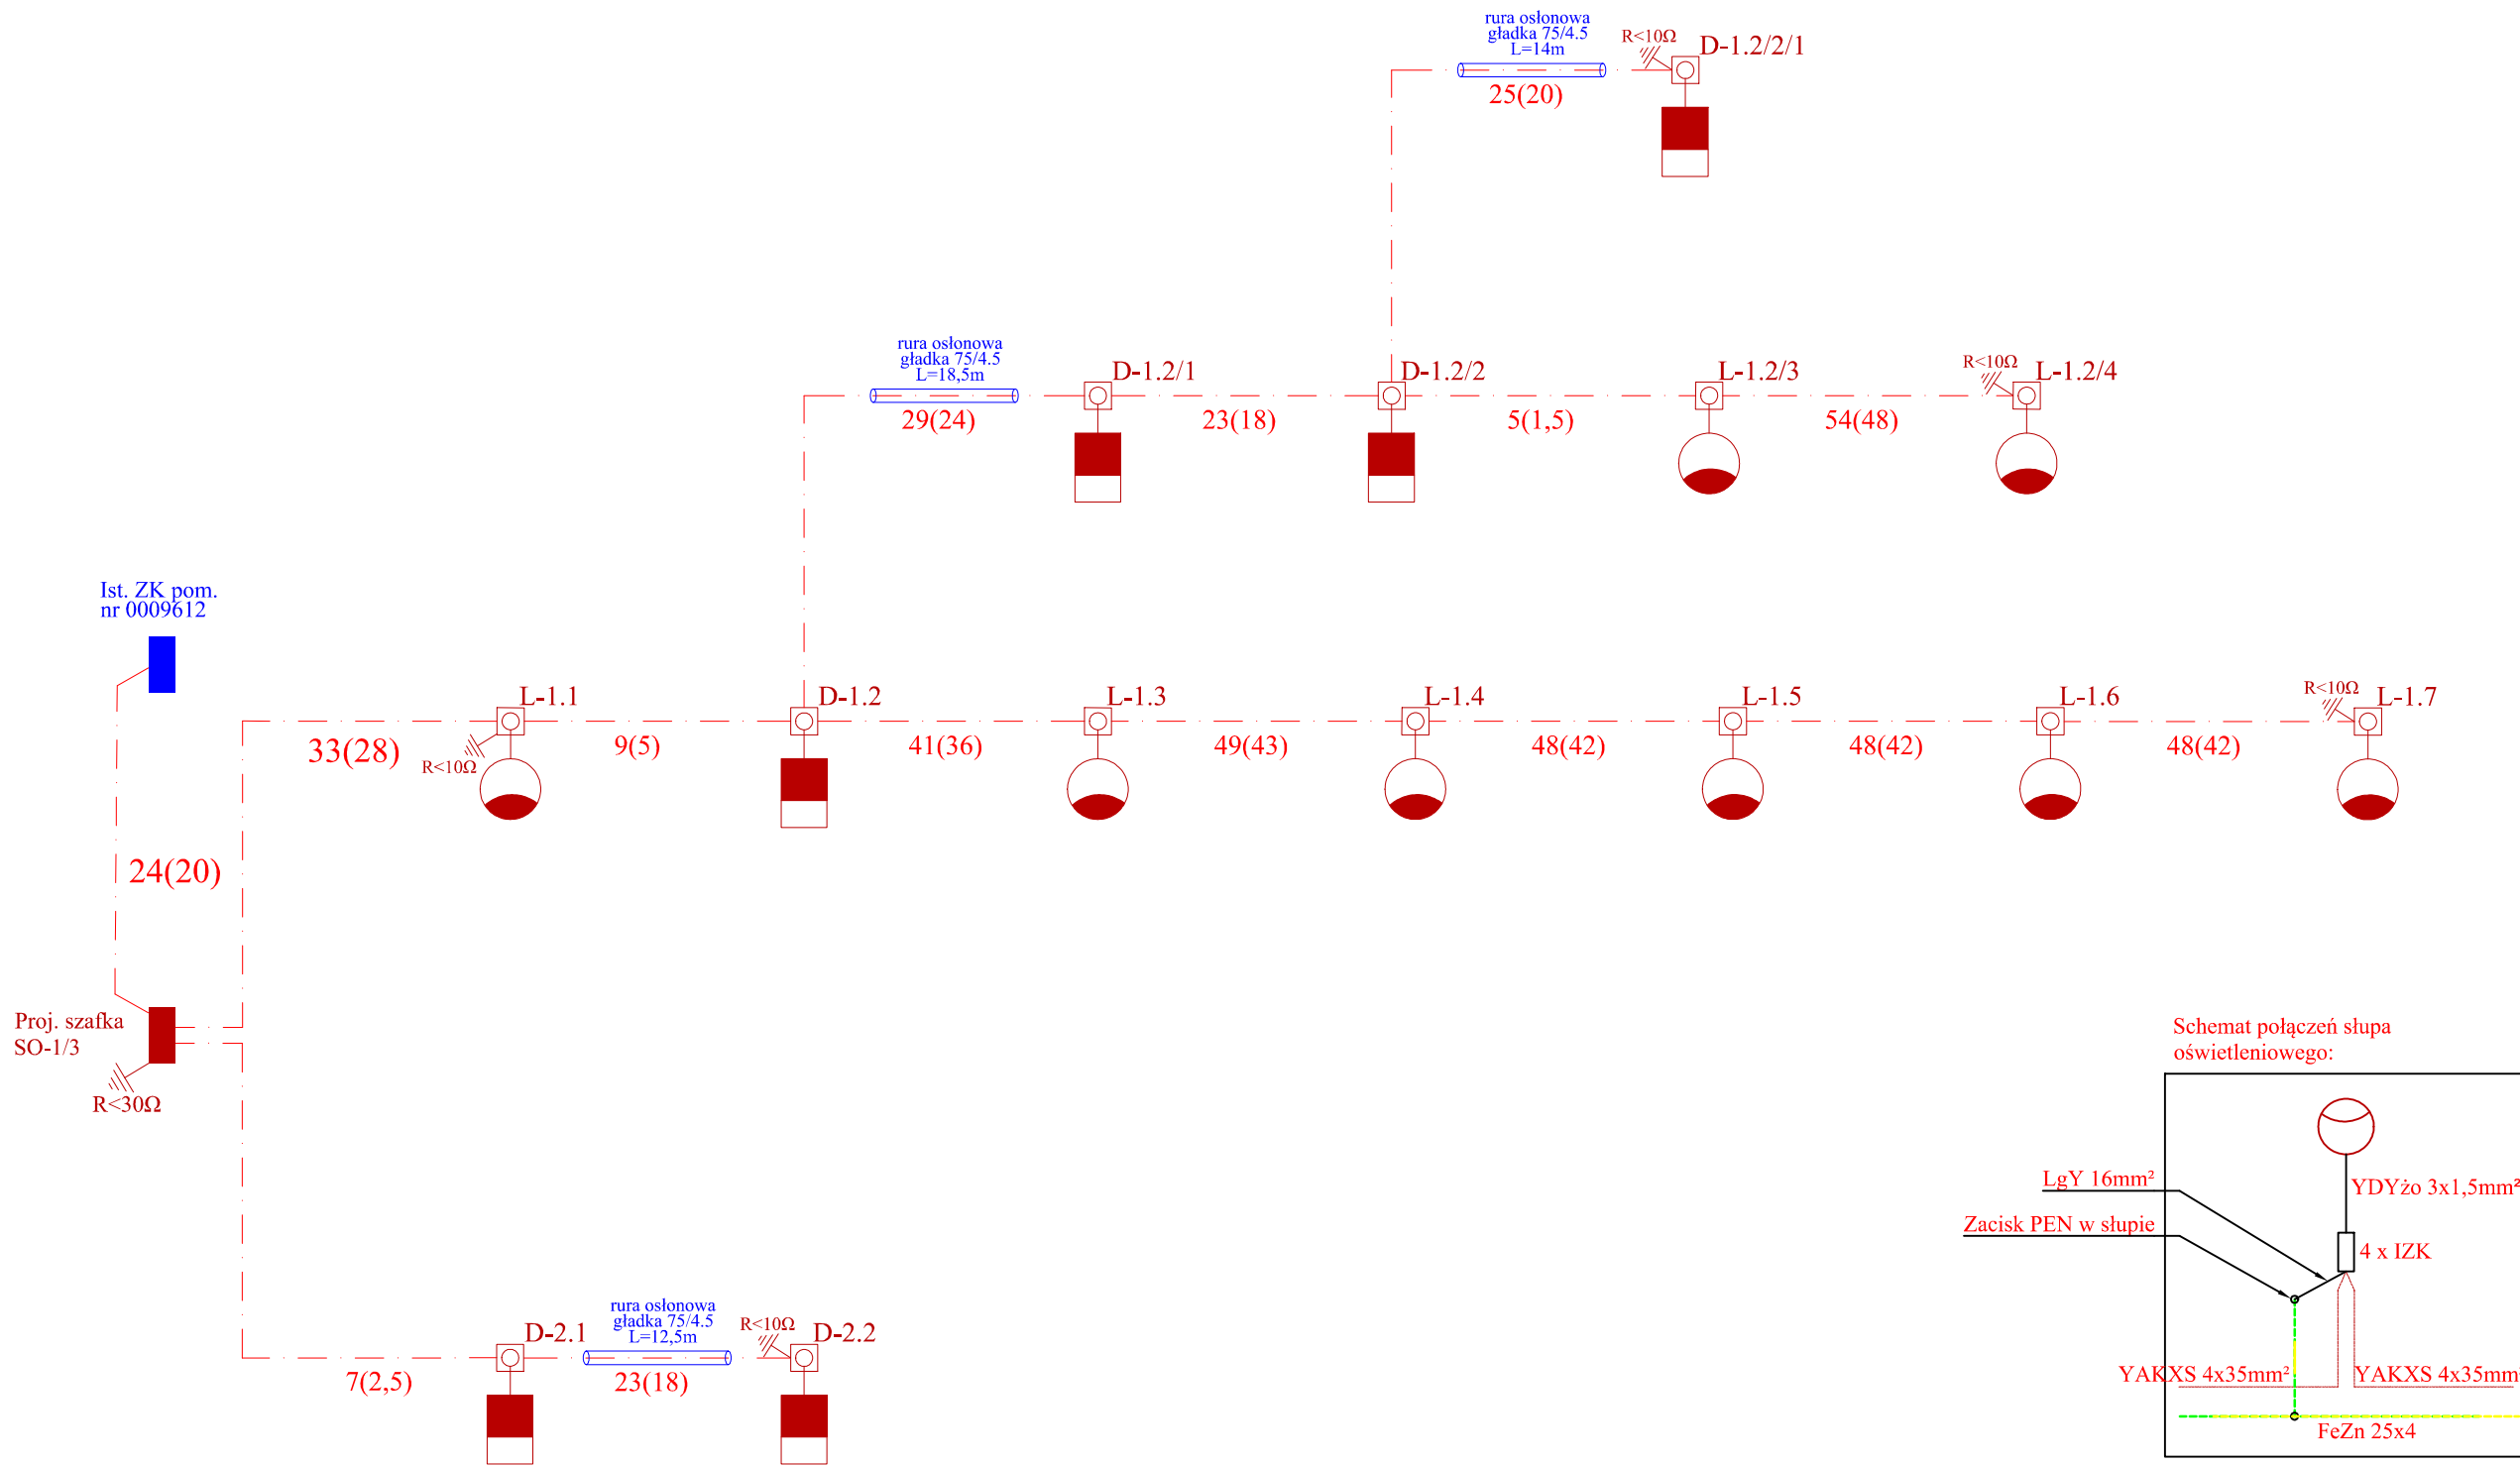 rura osłonowa
gładka 75/4.5
L=14m
R<10Ω
D-1.2/2/1
25(20)
rura osłonowa
gładka 75/4.5
L=18,5m
D-1.2/1
D-1.2/2
L-1.2/3
R<10Ω
L-1.2/4
29(24)
23(18)
5(1,5)
54(48)
Ist. ZK pom.
nr 0009612
L-1.1
D-1.2
L-1.3
L-1.4
L-1.5
L-1.6
R<10Ω
L-1.7
33(28)
R<10Ω
9(5)
41(36)
49(43)
48(42)
48(42)
48(42)
24(20)
Proj. szafka
SO-1/3
R<30Ω
rura osłonowa
gładka 75/4.5
L=12,5m
D-2.1
R<10Ω
D-2.2
7(2,5)
23(18)
Schemat połączeń słupa
oświetleniowego:
LgY 16mm²
YDYżo 3x1,5mm²
Zacisk PEN w słupie
4 x IZK
YAKXS 4x35mm²
YAKXS 4x35mm
FeZn 25x4